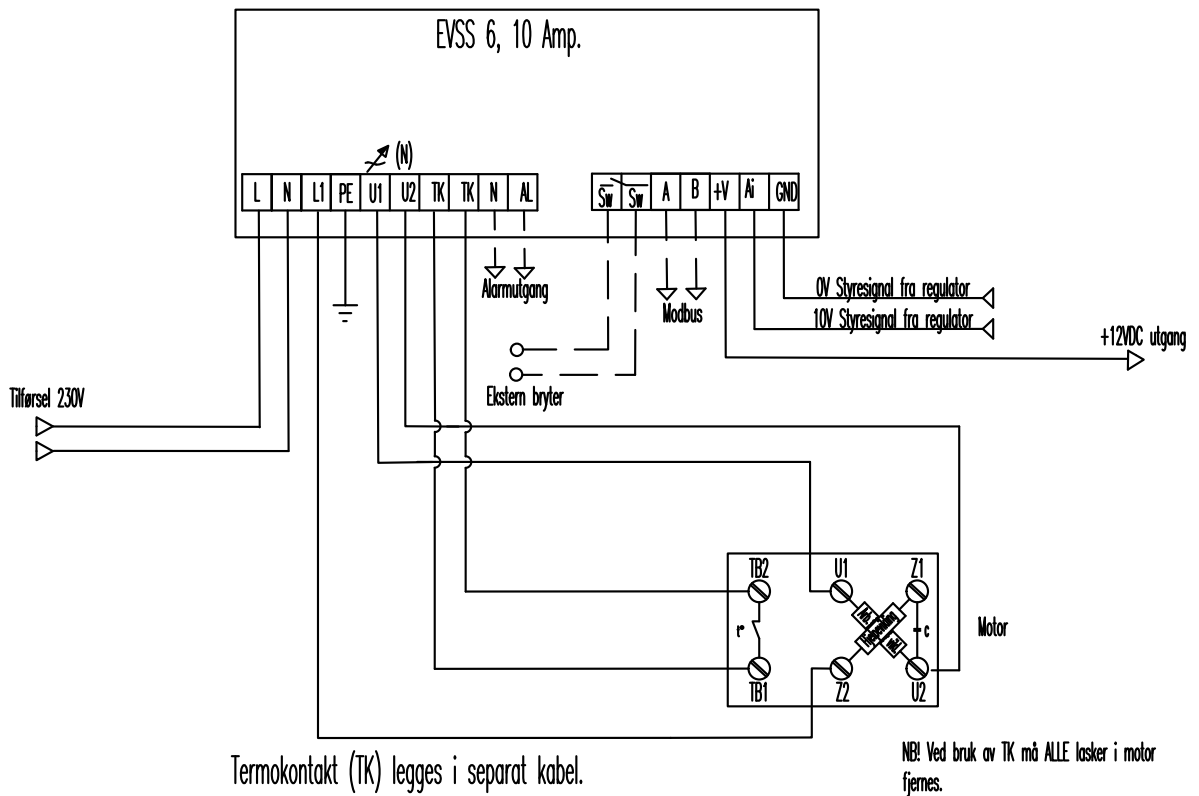 EVSS 6, 10 Amp.
(N)
L N L1 PE U1 U2 TK TK N AL
Sw Sw A B +V Ai GND
Alarmutgang
Modbus
0V Styresignal fra regulator
10V Styresignal fra regulator
+12VDC utgang
Ekstern bryter
Tilførsel 230V
TB2 U1 Z1
t° c
Motor
TB1 Z2 U2
Termokontakt (TK) legges i separat kabel.
NB! Ved bruk av TK må ALLE lasker i motor
fjernes.